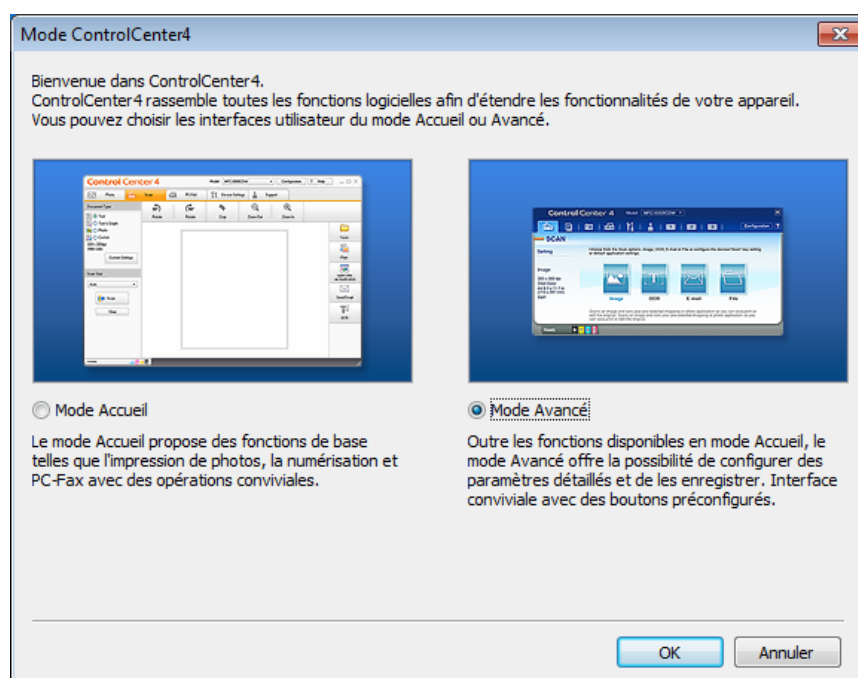 Mode ControlCenter4
Bienvenue dans ControlCenter4.
ControlCenter4 rassemble toutes les fonctions logicielles afin d'étendre les fonctionnalités de votre appareil.
Vous pouvez choisir les interfaces utilisateur du mode Accueil ou Avancé.
Control Center 4
Control Center 4
SCAN
Setting
Image
Image OCR E-mail File
Mode Accueil
Le mode Accueil propose des fonctions de base
telles que l'impression de photos, la numérisation et
PC-Fax avec des opérations conviviales.
Mode Avancé
Outre les fonctions disponibles en mode Accueil, le
mode Avancé offre la possibilité de configurer des
paramètres détaillés et de les enregistrer. Interface
conviviale avec des boutons préconfigurés.
OK
Annuler